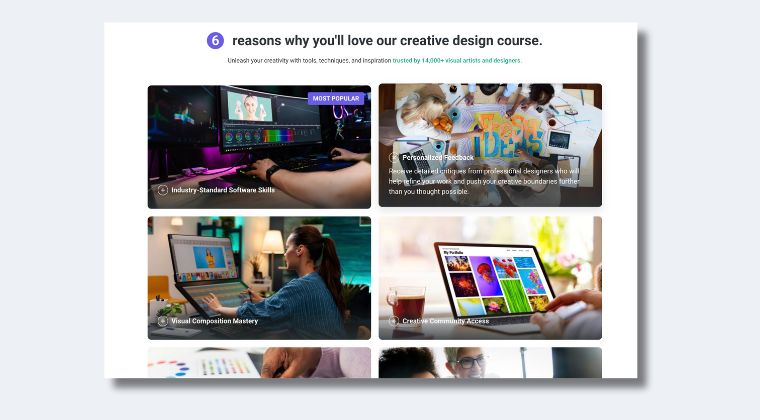 6 reasons why you'll love our creative design course.
Unleash your creativity with tools, techniques, and inspiration trusted by 14,000+ visual artists and designers.
MOST POPULAR
Industry-Standard Software Skills
IDEAS
Personalized Feedback
Receive detailed critiques from professional designers who will
help refine your work and push your creative boundaries further
than you thought possible.
Visual Composition Mastery
My Portfolio
Creative Community Access